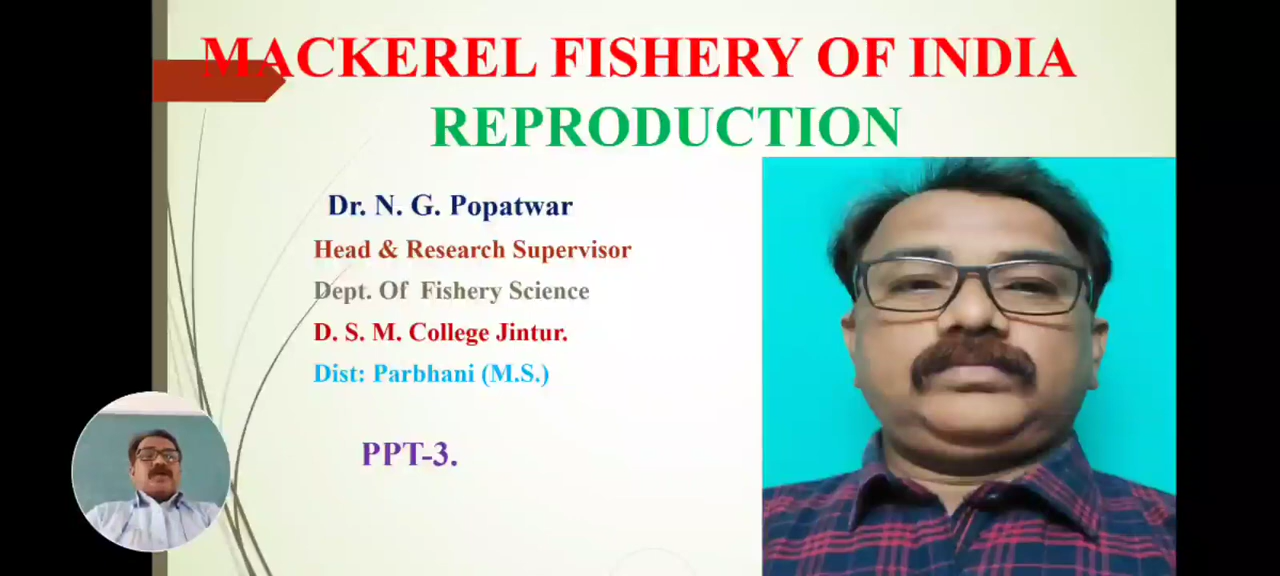 MACKEREL FISHERY OF INDIA
REPRODUCTION
Dr. N. G. Popatwar
Head & Research Supervisor
Dept. Of Fishery Science
D. S. M. College Jintur.
Dist: Parbhani (M.S.)
PPT-3.